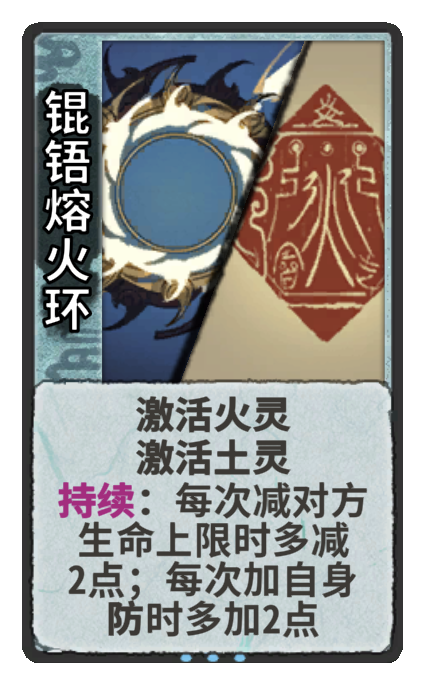 锟铻熔火环
激活火灵
激活土灵
持续：每次减对方
生命上限时多减
2点；每次加自身
防时多加2点